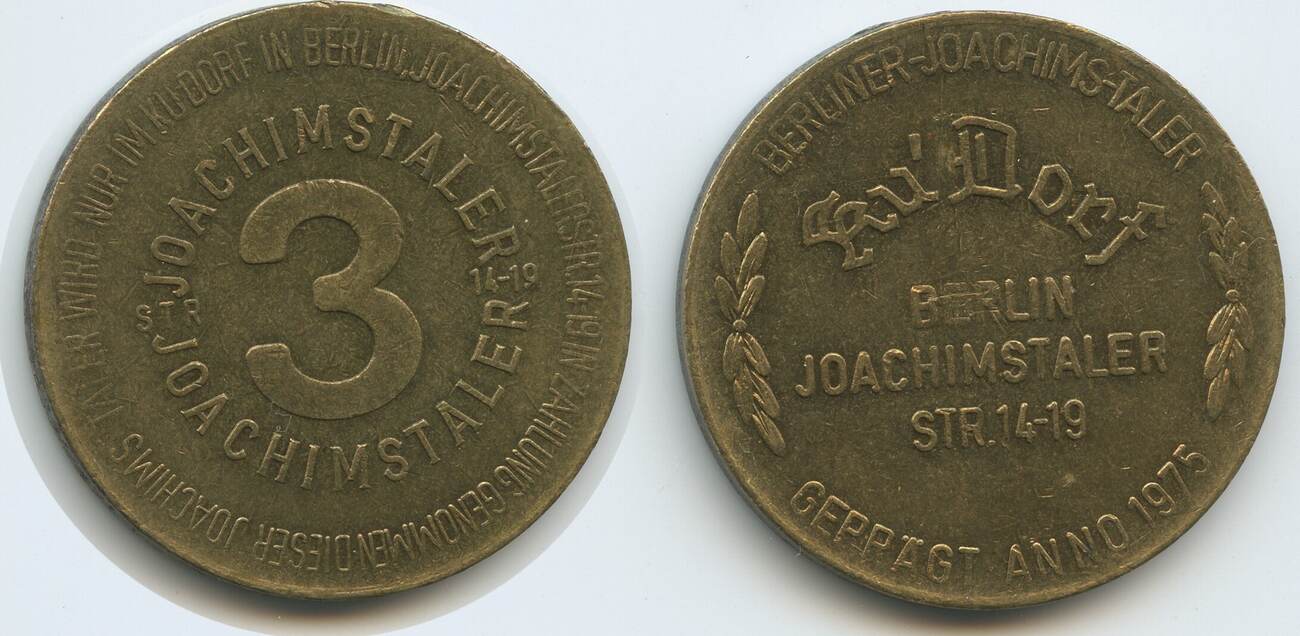 DIESER JOACHIMS TALER WIRD NUR IM KU-DORF IN BERLIN, JOACHIMSTALERSTR.14-19 IN ZAHLUNG GENOMMEN·
JOACHIMSTALER
STR
3
14-19
JOACHIMSTALER
BERLINER-JOACHIMS-TALER
Ku'Dorf
BERLIN
JOACHIMSTALER
STR.14-19
GEPRÄGT ANNO 1975